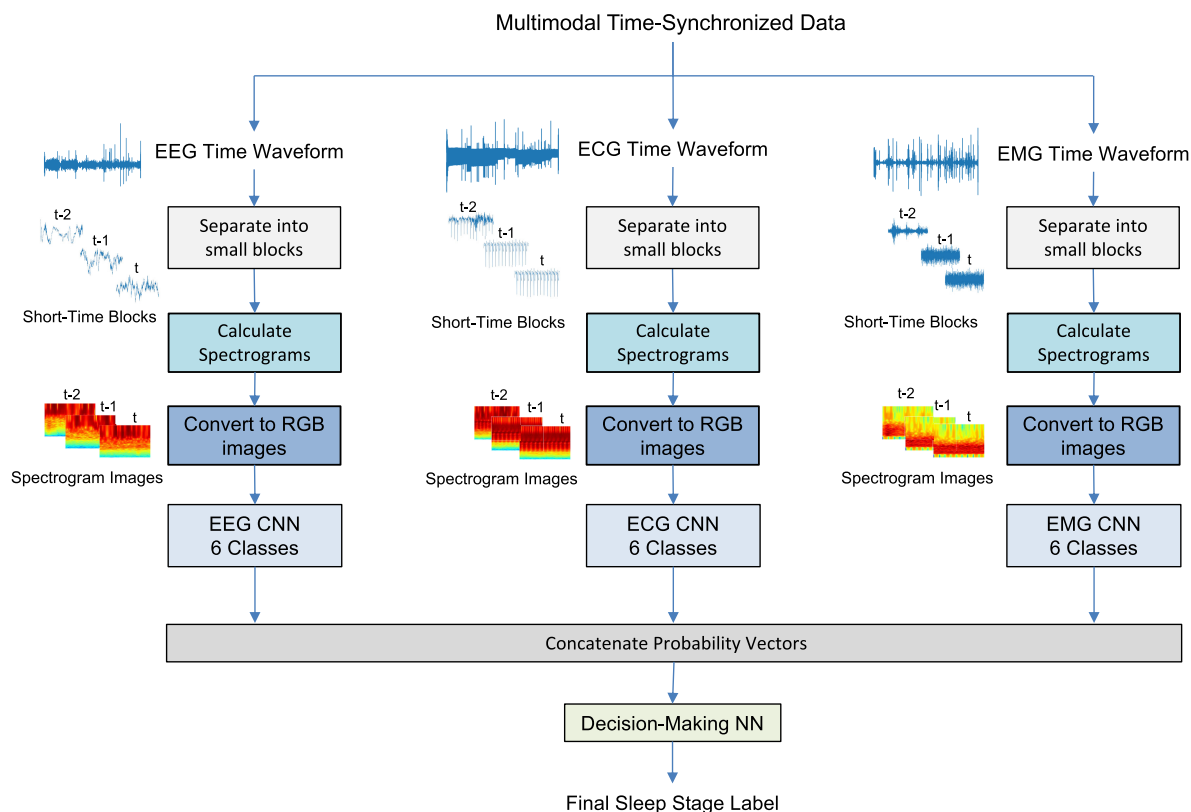 Multimodal Time-Synchronized Data
EEG Time Waveform
ECG Time Waveform
EMG Time Waveform
t-2
t-1
t
Short-Time Blocks
Separate into
small blocks
t-2
t-1
t
Short-Time Blocks
Separate into
small blocks
t-2
t-1
t
Short-Time Blocks
Separate into
small blocks
Calculate
Spectrograms
Calculate
Spectrograms
Calculate
Spectrograms
t-2
t-1
t
Spectrogram Images
Convert to RGB
images
t-2
t-1
t
Spectrogram Images
Convert to RGB
images
t-2
t-1
t
Spectrogram Images
Convert to RGB
images
EEG CNN
6 Classes
ECG CNN
6 Classes
EMG CNN
6 Classes
Concatenate Probability Vectors
Decision-Making NN
Final Sleep Stage Label